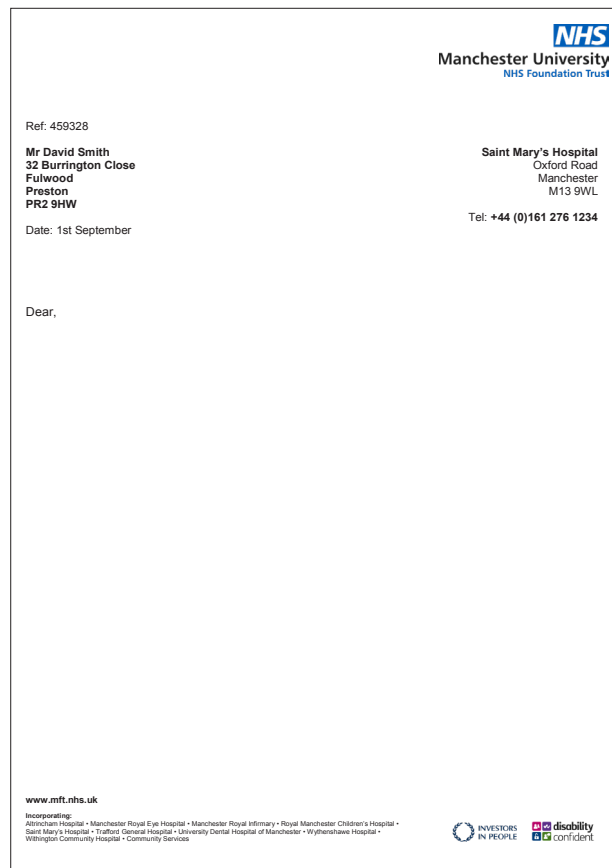 NHS
Manchester University
NHS Foundation Trust
Ref: 459328
Mr David Smith
32 Burrington Close
Fulwood
Preston
PR2 9HW
Date: 1st September
Saint Mary's Hospital
Oxford Road
Manchester
M13 9WL
Tel: +44 (0)161 276 1234
Dear,
www.mft.nhs.uk
Incorporating:
Altrincham Hospital • Manchester Royal Eye Hospital • Manchester Royal Infirmary • Royal Manchester Children's Hospital •
Saint Mary's Hospital • Trafford General Hospital • University Dental Hospital of Manchester • Wythenshawe Hospital •
Withington Community Hospital • Community Services
INVESTORS
IN PEOPLE
disability
confident